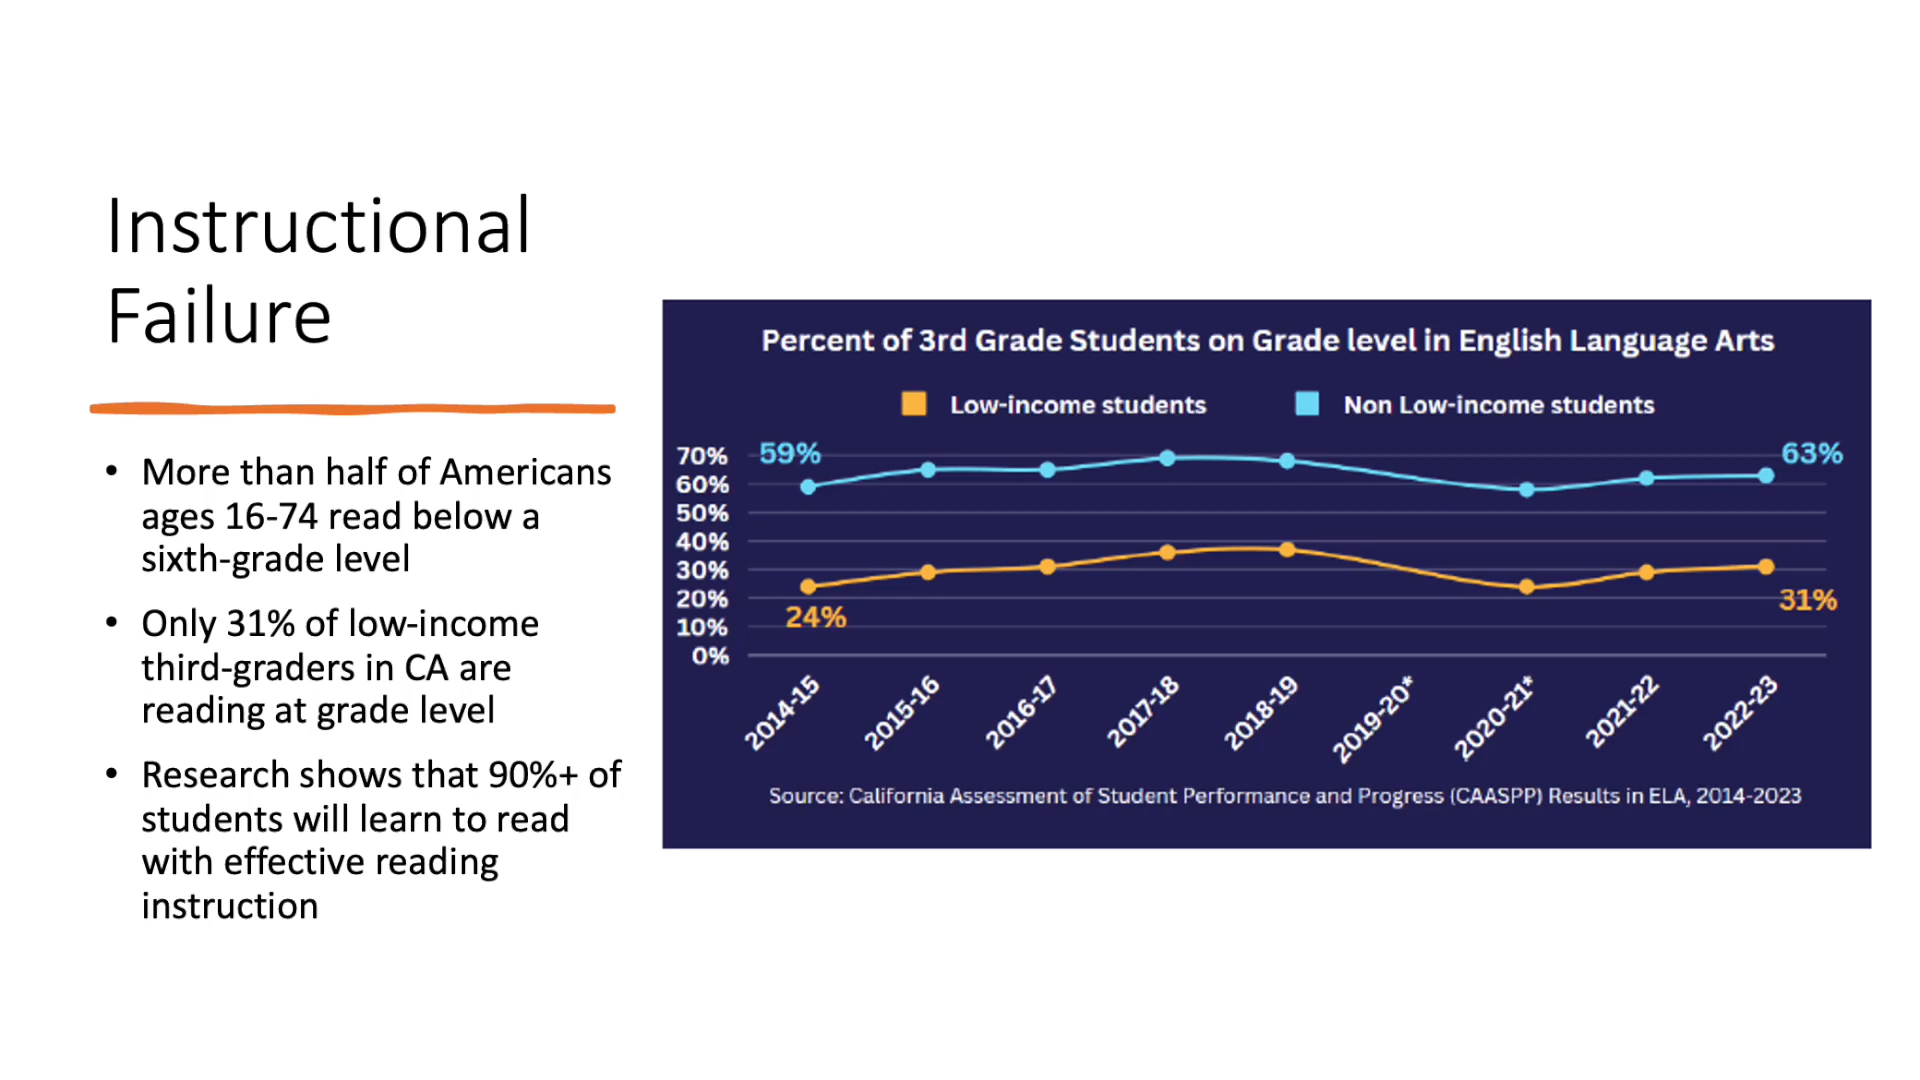 Instructional
Failure
• More than half of Americans
ages 16-74 read below a
sixth-grade level
• Only 31% of low-income
third-graders in CA are
reading at grade level
• Research shows that 90%+ of
students will learn to read
with effective reading
instruction
Percent of 3rd Grade Students on Grade level in English Language Arts
Low-income students
Non Low-income students
70%
60%
50%
40%
30%
20%
10%
0%
59%
63%
24%
31%
2014-15
2015-16
2016-17
2017-18
2018-19
2019-20*
2020-21*
2021-22
2022-23
Source: California Assessment of Student Performance and Progress (CAASPP) Results in ELA, 2014-2023